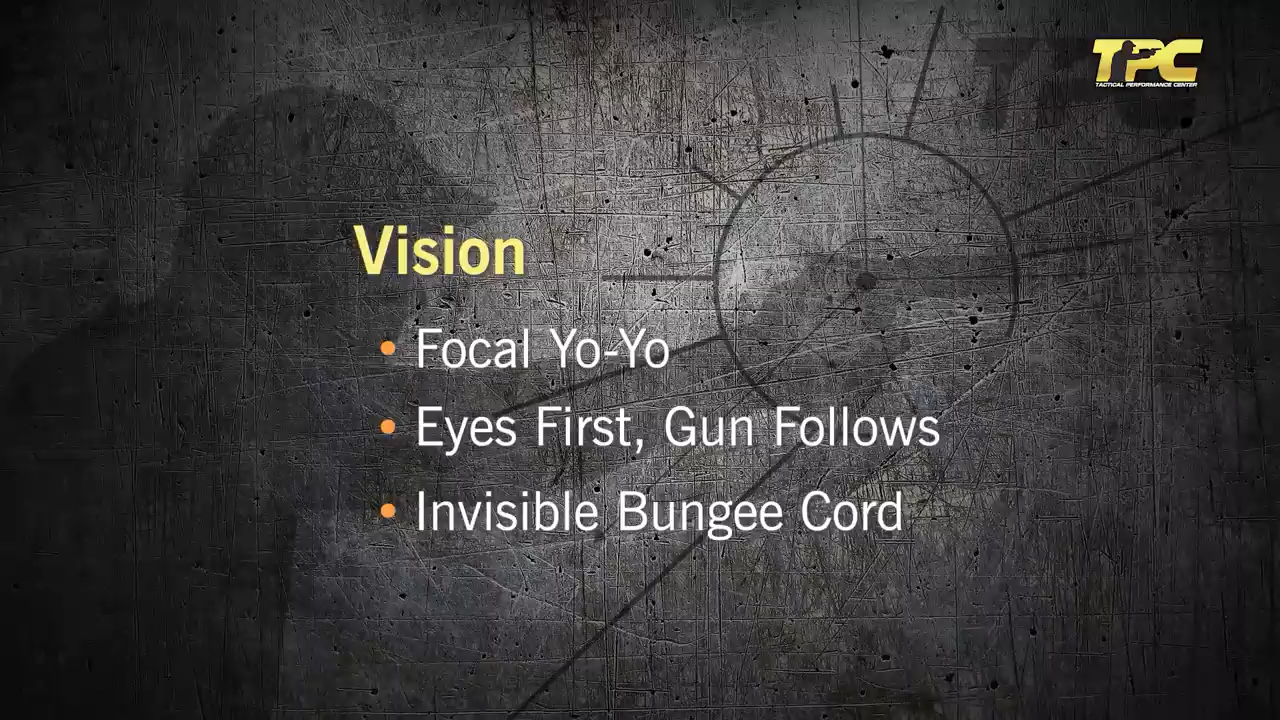 TPC
TACTICAL PERFORMANCE CENTER
Vision
• Focal Yo-Yo
• Eyes First, Gun Follows
• Invisible Bungee Cord